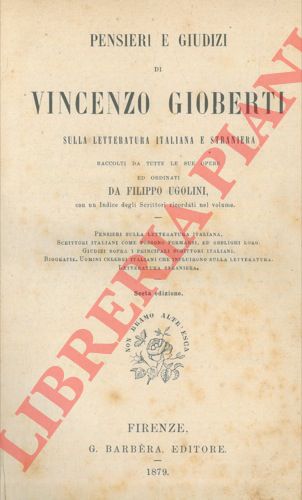 PENSIERI E GIUDIZI
DI
VINCENZO GIOBERTI
SULLA LETTERATURA ITALIANA E STRANIERA
RACCOLTI DA TUTTE LE SUE OPERE
ED ORDINATI
DA FILIPPO UGOLINI,
con un Indice degli Scrittori ricordati nel volume.
PENSIERI SULLA LETTERATURA ITALIANA.
SCRITTORI ITALIANI COME POSSONO FORMARSI, ED OBBLIGHI LORO.
GIUDIZI SOPRA I PRINCIPALI SCRITTORI ITALIANI.
BIOGRAFIA. UOMINI CELEBRI ITALIANI CHE INFLUIRONO SULLA LETTERATURA.
LETTERATURA STRANIERA.
Sesta edizione.
NON BRAMO ALTR'ESCA
FIRENZE,
G. BARBÈRA, EDITORE.
1879.
LIBRERIA PIANI
LIBRERIA PIANI